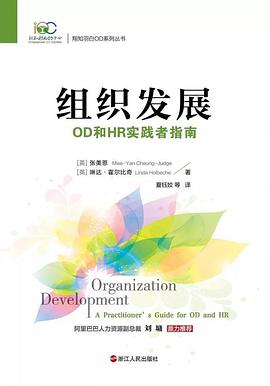 翔知羽白OD系列丛书
组织发展
OD和HR实践者指南
[英] 张美恩 Mee-Yan Cheung-Judge
[英] 琳达·霍尔比奇 Linda Holbeche 著
夏钰姣 等 译
Organization
Development
A Practitioner's Guide for OD and HR
阿里巴巴人力资源副总裁 刘墉 鼎力推荐
浙江人民出版社